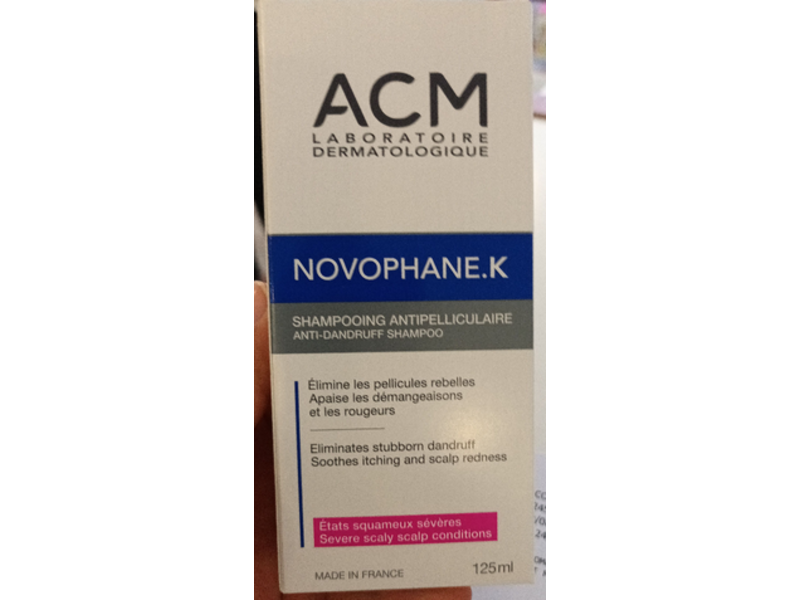 ACM
LABORATOIRE
DERMATOLOGIQUE
NOVOPHANE.K
SHAMPOOING ANTIPELLICULAIRE
ANTI-DANDRUFF SHAMPOO
Élimine les pellicules rebelles
Apaise les démangeaisons
et les rougeurs
Eliminates stubborn dandruff
Soothes itching and scalp redness
États squameux sévères
Severe scaly scalp conditions
MADE IN FRANCE
125ml